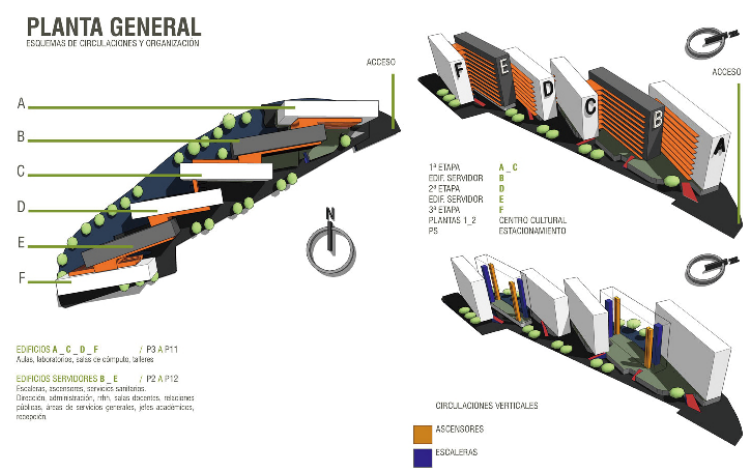 PLANTA GENERAL
ESQUEMAS DE CIRCULACIONES Y ORGANIZACIÓN
ACCESO
A
B
C
D
E
F
N
EDIFICIOS A _ C _ D _ F / P3 A P11
Aulas, laboratorios, salas de cómputo, talleres
EDIFICIOS SERVIDORES B _ E / P2 A P12
Escaleras, ascensores, servicios sanitarios.
Dirección, administración, salas docentes, relaciones
públicas, áreas de servicios generales, jefes académicos,
recepción
ACCESO
F
E
D
C
B
A
1ª ETAPA A _ C
EDIF. SERVIDOR B
2ª ETAPA D
EDIF. SERVIDOR E
3ª ETAPA F
PLANTAS 1_2 CENTRO CULTURAL
PS ESTACIONAMIENTO
CIRCULACIONES VERTICALES
ASCENSORES
ESCALERAS